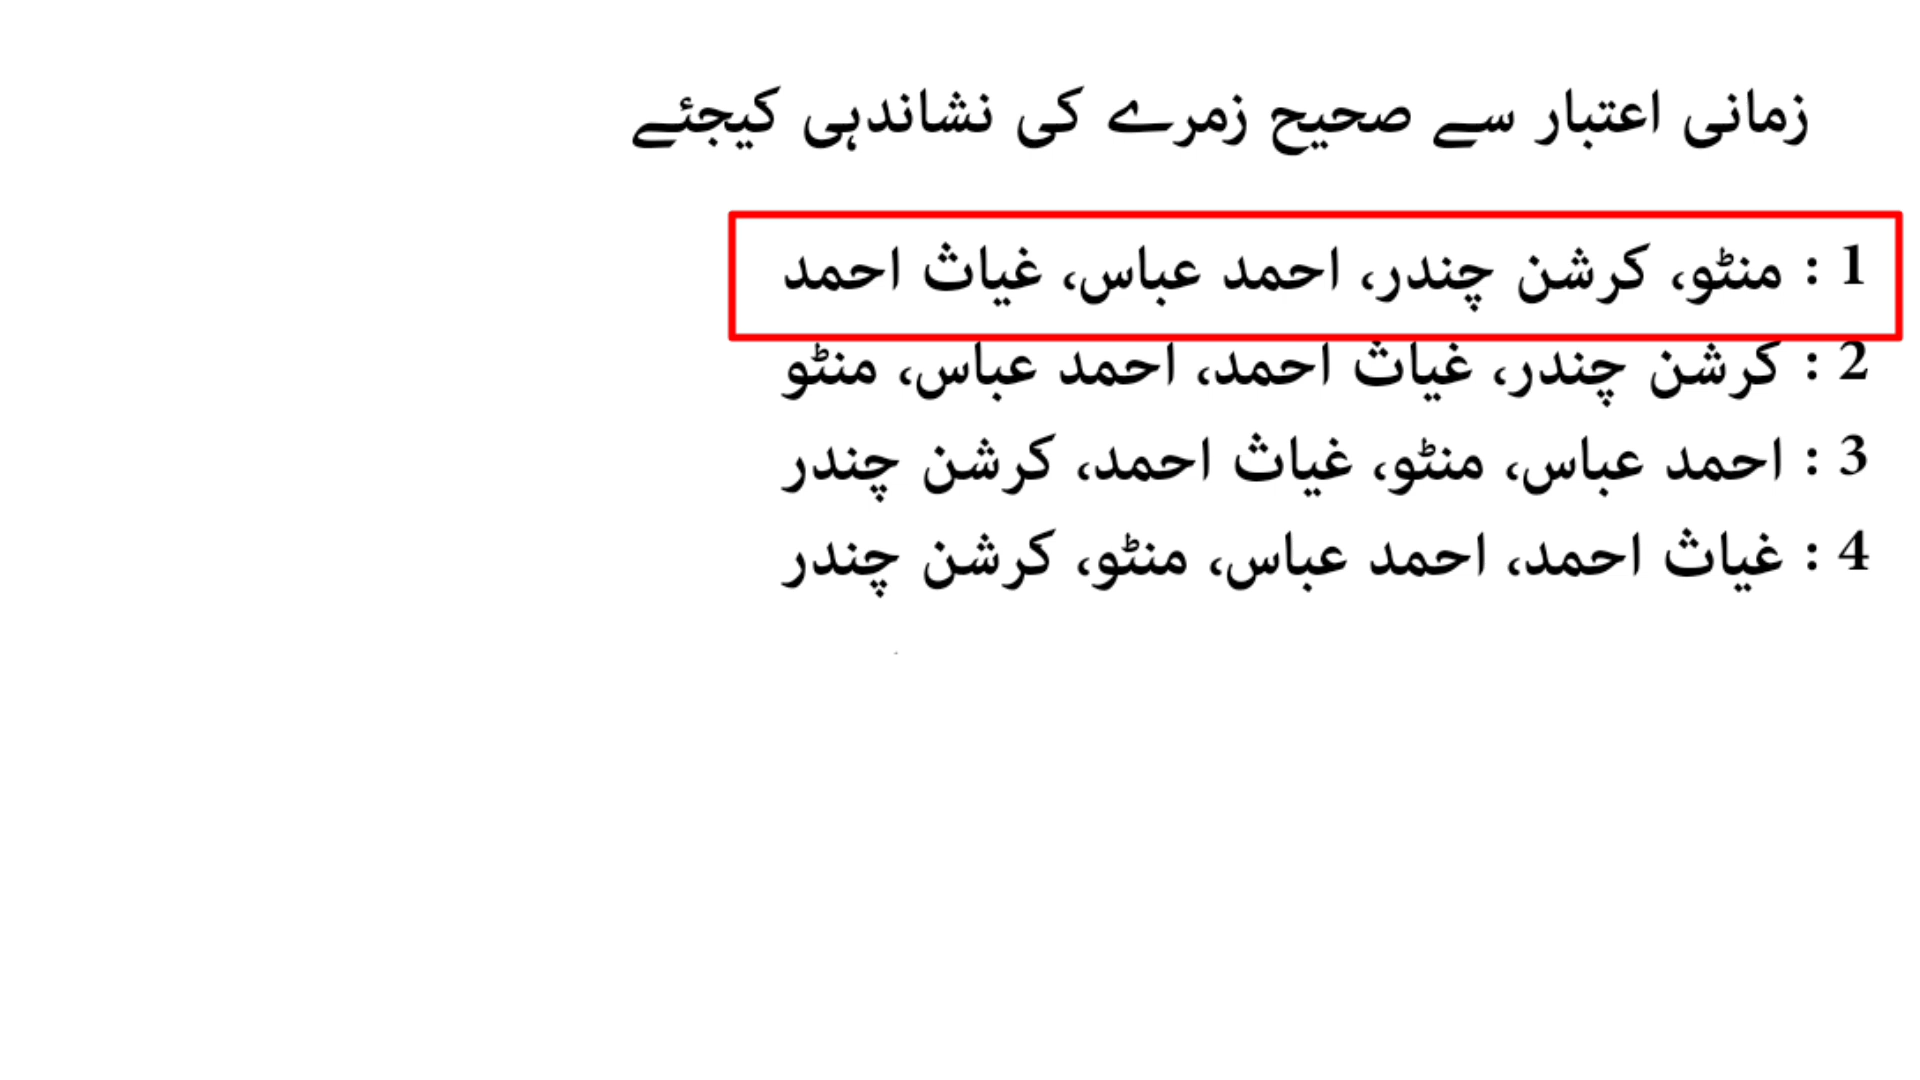 زمانی اعتبار سے صحیح زمرے کی نشاندہی کیجئے
1 : منٹو، کرشن چندر، احمد عباس، غیاث احمد
2 : کرشن چندر، غیاث احمد، احمد عباس، منٹو
3 : احمد عباس، منٹو، غیاث احمد، کرشن چندر
4 : غیاث احمد، احمد عباس، منٹو، کرشن چندر